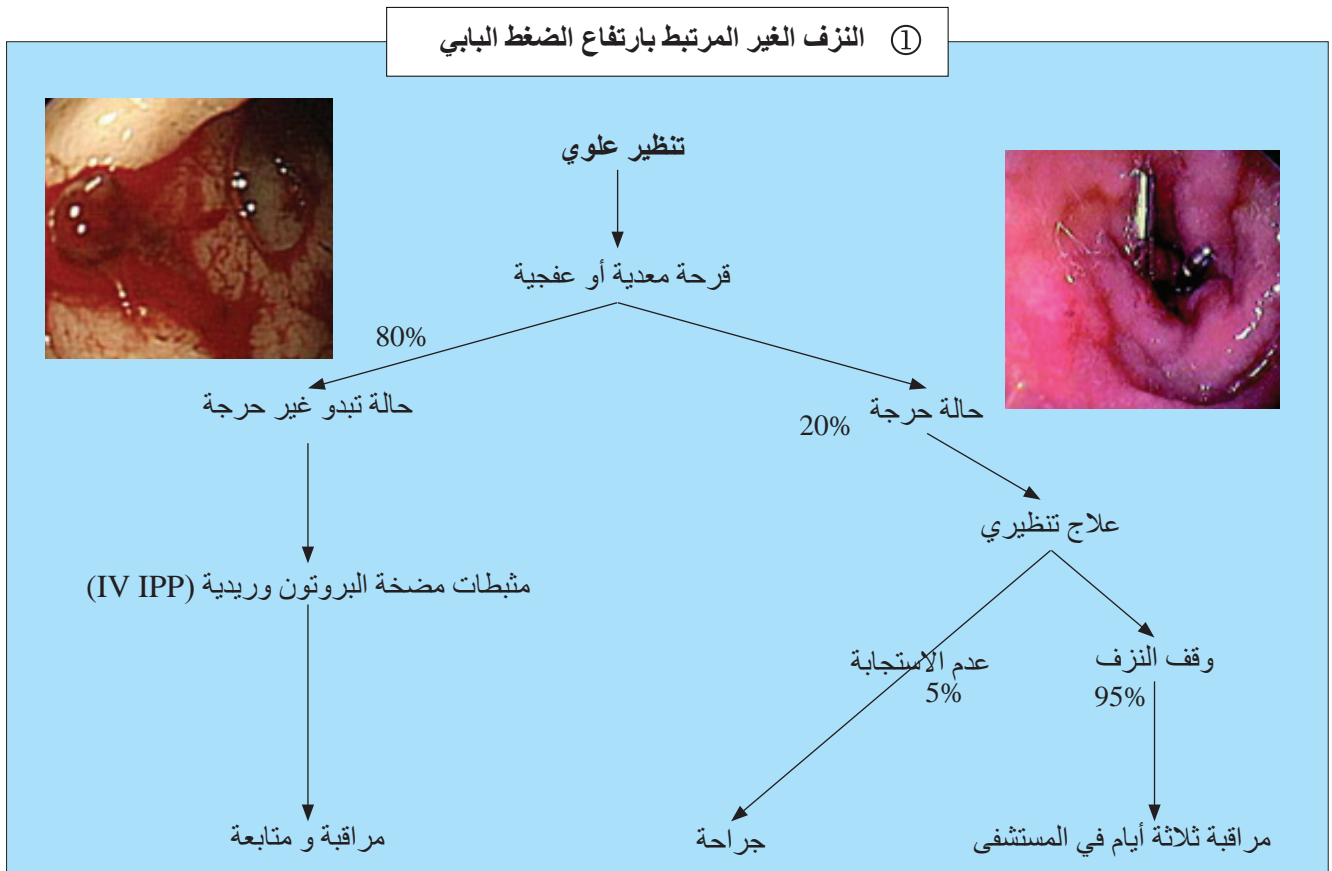 ① النزف الغير المرتبط بارتفاع الضغط البابي
تنظير علوي
قرحة معدية أو عفجية
80%
حالة حرجة
20%
حالة تبدو غير حرجة
علاج تنظيري
مثبطات مضخة البروتون وريدية (IV IPP)
وقف النزف
95%
عدم الاستجابة
5%
مراقبة ثلاثة أيام في المستشفى
جراحة
مراقبة و متابعة